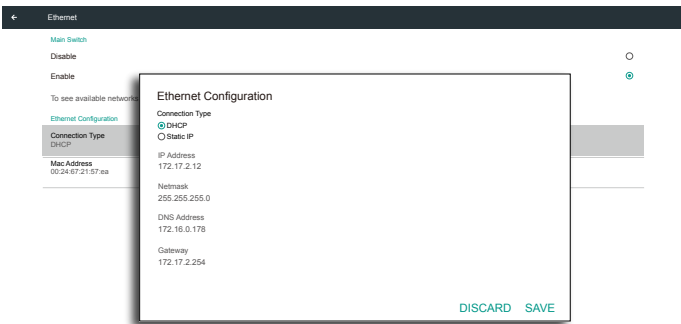 Ethernet
Main Switch
Disable
Enable
To see available networks
Ethernet Configuration
Connection Type
DHCP
Mac Address
00:24:67:21:57:ea
Ethernet Configuration
Connection Type
DHCP
Static IP
IP Address
172.17.2.12
Netmask
255.255.255.0
DNS Address
172.16.0.178
Gateway
172.17.2.254
DISCARD SAVE